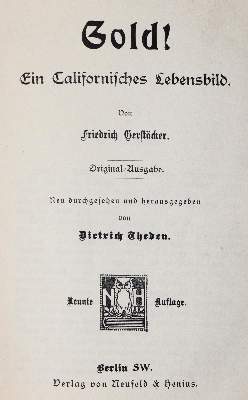 Gold!
Ein Californisches Lebensbild.
Von
Friedrich Gerstäcker.
Original-Ausgabe.
Neu durchgesehen und herausgegeben
von
Dietrich Theden.
Neunte Auflage.
N H
Berlin SW.
Verlag von Neufeld & Henius.